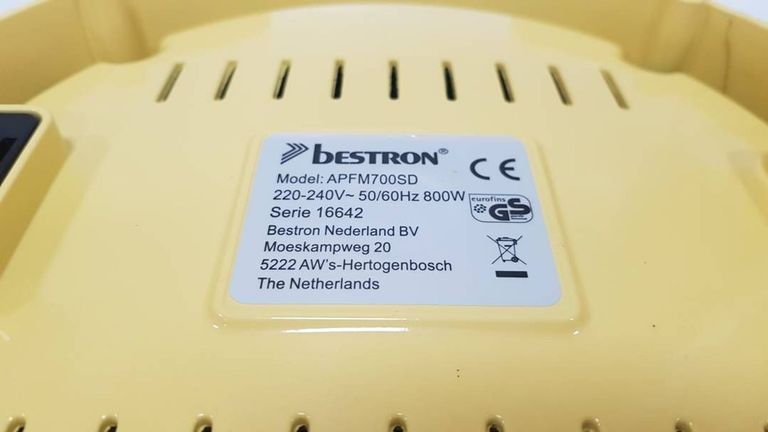 bESTRON®
CE
Model: APFM700SD
220-240V~ 50/60Hz 800W
eurofins
GS
Serie 16642
Bestron Nederland BV
Moeskampweg 20
5222 AW's-Hertogenbosch
The Netherlands